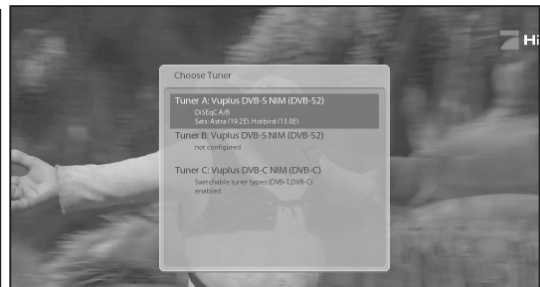 Hi
Choose Tuner
Tuner A: Vuplus DVB-S NIM (DVB-S2)
DiSEqC A/B
Sats: Astra (19.2E), Hotbird (13.0E)
Tuner B: Vuplus DVB-S NIM (DVB-S2)
not configured
Tuner C: Vuplus DVB-C NIM (DVB-C)
Switchable tuner types (DVB-T,DVB-C)
enabled